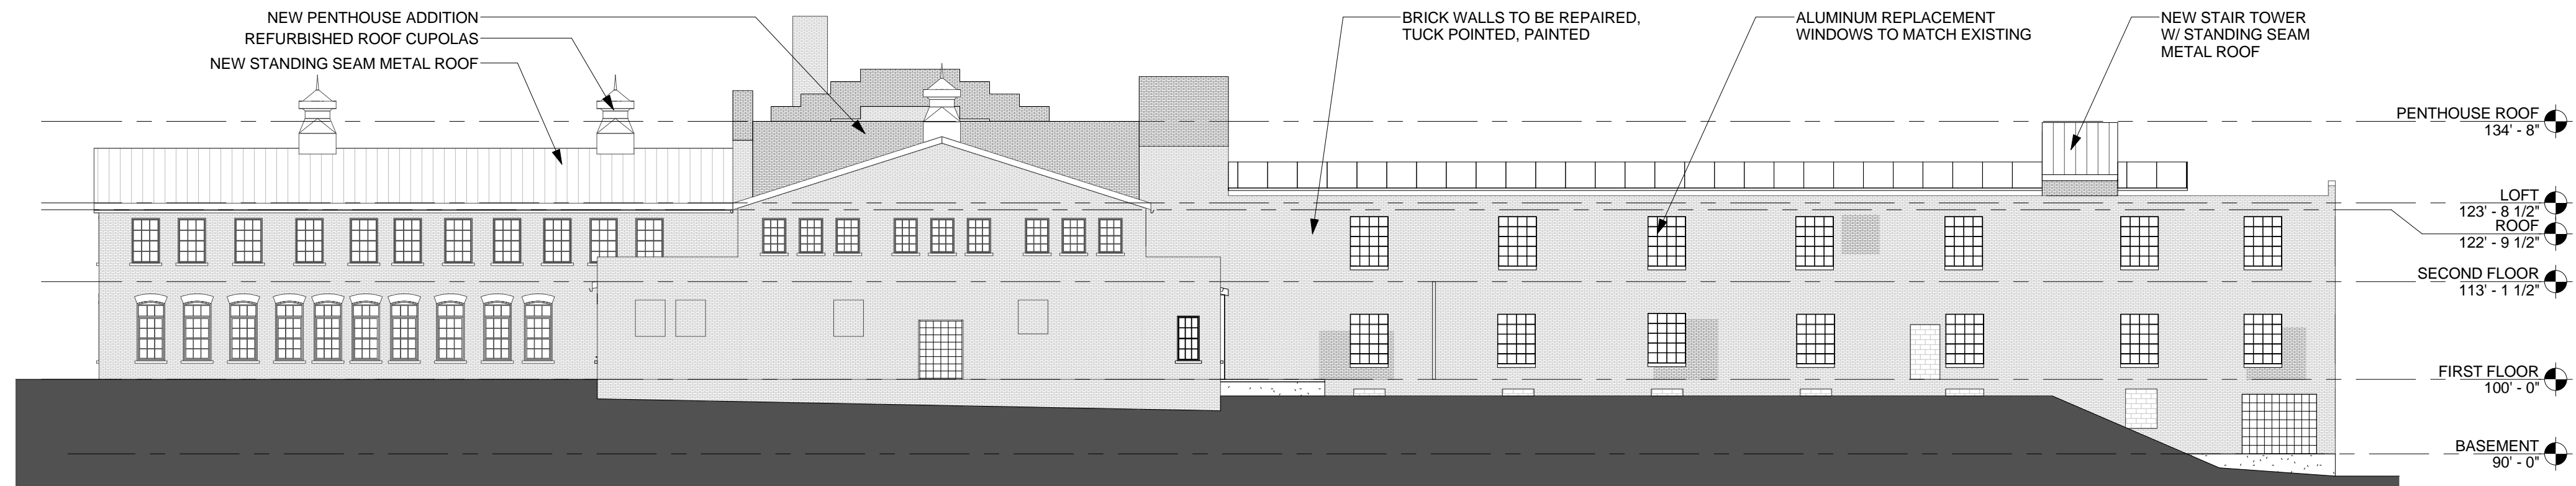 NEW PENTHOUSE ADDITION
REFURBISHED ROOF CUPOLAS
NEW STANDING SEAM METAL ROOF
BRICK WALLS TO BE REPAIRED,
TUCK POINTED, PAINTED
ALUMINUM REPLACEMENT
WINDOWS TO MATCH EXISTING
NEW STAIR TOWER
W/ STANDING SEAM
METAL ROOF
PENTHOUSE ROOF
134' - 8"
LOFT
123' - 8 1/2"
ROOF
122' - 9 1/2"
SECOND FLOOR
113' - 1 1/2"
FIRST FLOOR
100' - 0"
BASEMENT
90' - 0"